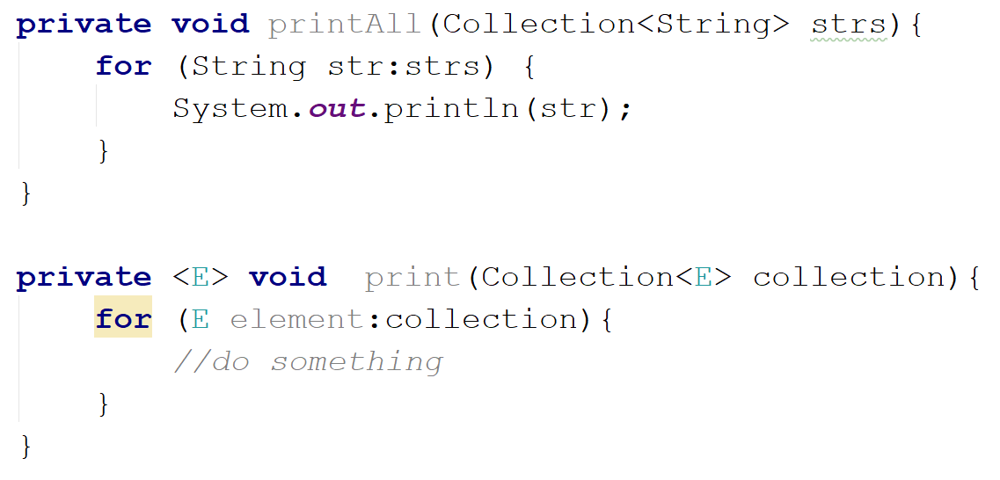 private void printAll(Collection<String> strs){
for (String str:strs) {
System.out.println(str);
}
}
private <E> void  print(Collection<E> collection){
for (E element:collection){
//do something
}
}